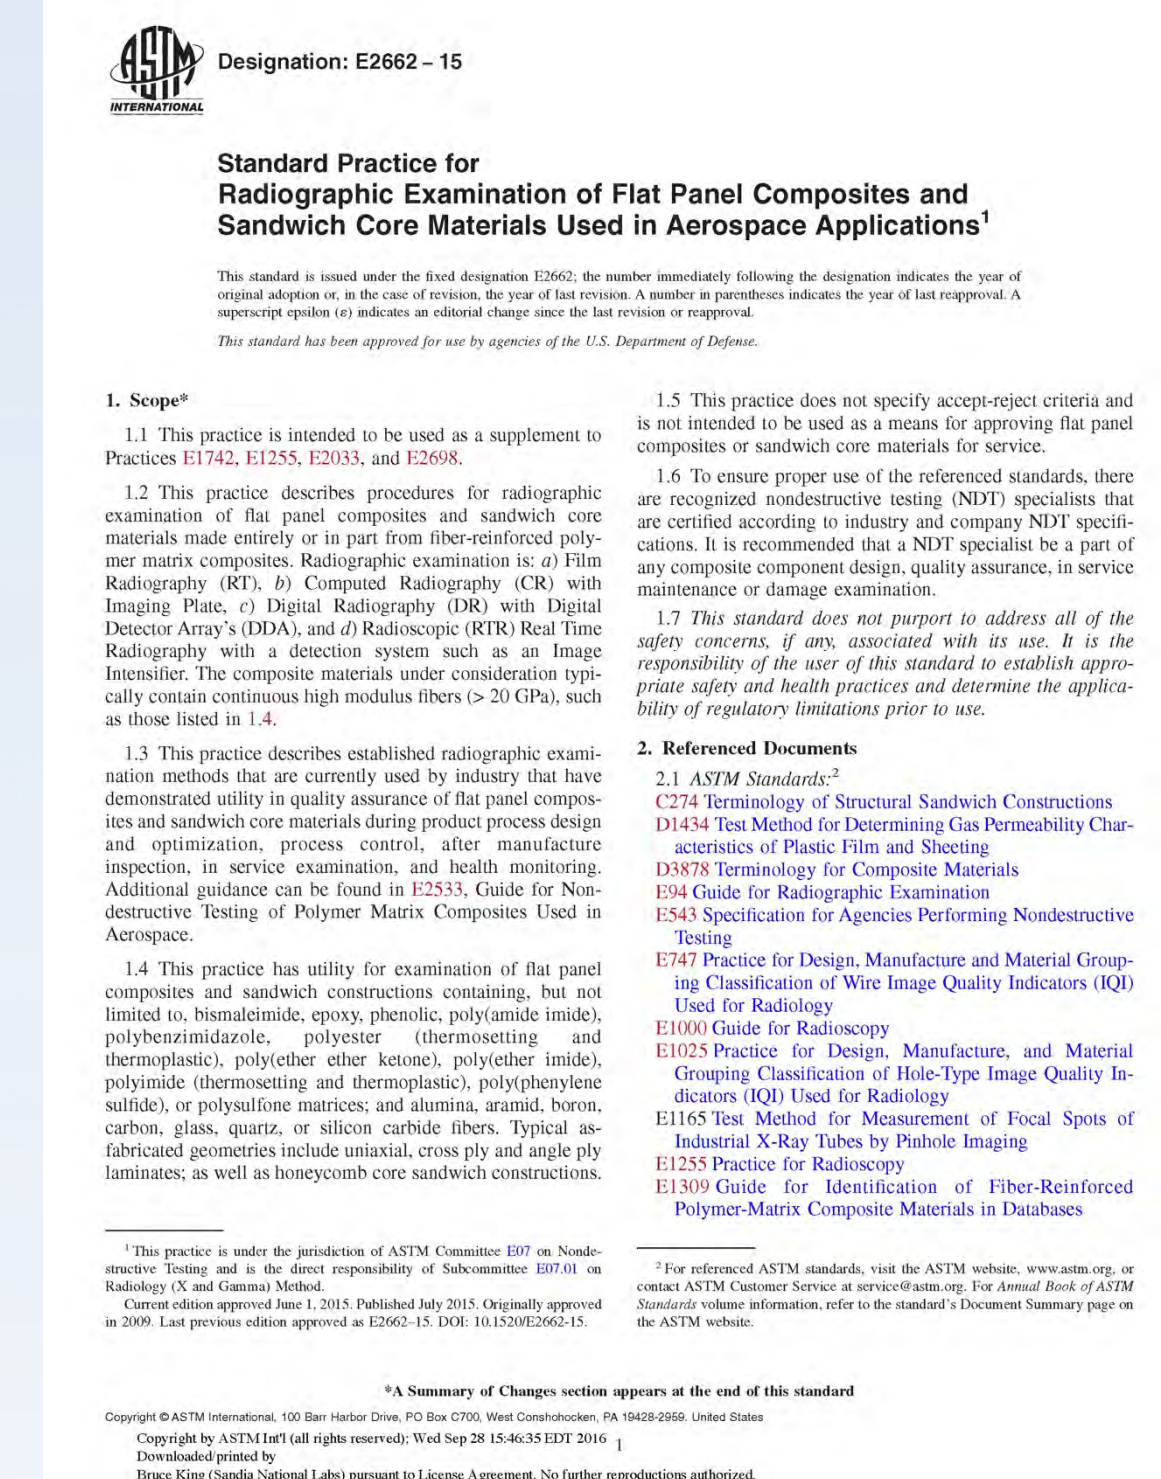 ASTM
INTERNATIONAL
Designation: E2662 – 15
Standard Practice for
Radiographic Examination of Flat Panel Composites and
Sandwich Core Materials Used in Aerospace Applications¹
This standard is issued under the fixed designation E2662; the number immediately following the designation indicates the year of
original adoption or, in the case of revision, the year of last revision. A number in parentheses indicates the year of last reapproval. A
superscript epsilon (ε) indicates an editorial change since the last revision or reapproval.
This standard has been approved for use by agencies of the U.S. Department of Defense.
1. Scope*
1.1 This practice is intended to be used as a supplement to
Practices E1742, E1255, E2033, and E2698.
1.2 This practice describes procedures for radiographic
examination of flat panel composites and sandwich core
materials made entirely or in part from fiber-reinforced poly-
mer matrix composites. Radiographic examination is: a) Film
Radiography (RT), b) Computed Radiography (CR) with
Imaging Plate, c) Digital Radiography (DR) with Digital
Detector Array's (DDA), and d) Radioscopic (RTR) Real Time
Radiography with a detection system such as an Image
Intensifier. The composite materials under consideration typi-
cally contain continuous high modulus fibers (> 20 GPa), such
as those listed in 1.4.
1.3 This practice describes established radiographic exami-
nation methods that are currently used by industry that have
demonstrated utility in quality assurance of flat panel compos-
ites and sandwich core materials during product process design
and optimization, process control, after manufacture
inspection, in service examination, and health monitoring.
Additional guidance can be found in E2533, Guide for Non-
destructive Testing of Polymer Matrix Composites Used in
Aerospace.
1.4 This practice has utility for examination of flat panel
composites and sandwich constructions containing, but not
limited to, bismaleimide, epoxy, phenolic, poly(amide imide),
polybenzimidazole, polyester (thermosetting and
thermoplastic), poly(ether ether ketone), poly(ether imide),
polyimide (thermosetting and thermoplastic), poly(phenylene
sulfide), or polysulfone matrices; and alumina, aramid, boron,
carbon, glass, quartz, or silicon carbide fibers. Typical as-
fabricated geometries include uniaxial, cross ply and angle ply
laminates; as well as honeycomb core sandwich constructions.
1.5 This practice does not specify accept-reject criteria and
is not intended to be used as a means for approving flat panel
composites or sandwich core materials for service.
1.6 To ensure proper use of the referenced standards, there
are recognized nondestructive testing (NDT) specialists that
are certified according to industry and company NDT specifi-
cations. It is recommended that a NDT specialist be a part of
any composite component design, quality assurance, in service
maintenance or damage examination.
1.7 This standard does not purport to address all of the
safety concerns, if any, associated with its use. It is the
responsibility of the user of this standard to establish appro-
priate safety and health practices and determine the applica-
bility of regulatory limitations prior to use.
2. Referenced Documents
2.1 ASTM Standards:²
C274 Terminology of Structural Sandwich Constructions
D1434 Test Method for Determining Gas Permeability Char-
acteristics of Plastic Film and Sheeting
D3878 Terminology for Composite Materials
E94 Guide for Radiographic Examination
E543 Specification for Agencies Performing Nondestructive
Testing
E747 Practice for Design, Manufacture and Material Group-
ing Classification of Wire Image Quality Indicators (IQI)
Used for Radiology
E1000 Guide for Radioscopy
E1025 Practice for Design, Manufacture, and Material
Grouping Classification of Hole-Type Image Quality In-
dicators (IQI) Used for Radiology
E1165 Test Method for Measurement of Focal Spots of
Industrial X-Ray Tubes by Pinhole Imaging
E1255 Practice for Radioscopy
E1309 Guide for Identification of Fiber-Reinforced
Polymer-Matrix Composite Materials in Databases
¹ This practice is under the jurisdiction of ASTM Committee E07 on Nonde-
structive Testing and is the direct responsibility of Subcommittee E07.01 on
Radiology (X and Gamma) Method.
Current edition approved June 1, 2015. Published July 2015. Originally approved
in 2009. Last previous edition approved as E2662–15. DOI: 10.1520/E2662-15.
² For referenced ASTM standards, visit the ASTM website, www.astm.org, or
contact ASTM Customer Service at service@astm.org. For Annual Book of ASTM
Standards volume information, refer to the standard's Document Summary page on
the ASTM website.
*A Summary of Changes section appears at the end of this standard
Copyright © ASTM International, 100 Barr Harbor Drive, PO Box C700, West Conshohocken, PA 19428-2959. United States
Copyright by ASTM Int'l (all rights reserved); Wed Sep 28 15:46:35 EDT 2016
1
Downloaded/printed by
Bruce King (Sandia National Labs) pursuant to License Agreement. No further reproductions authorized.